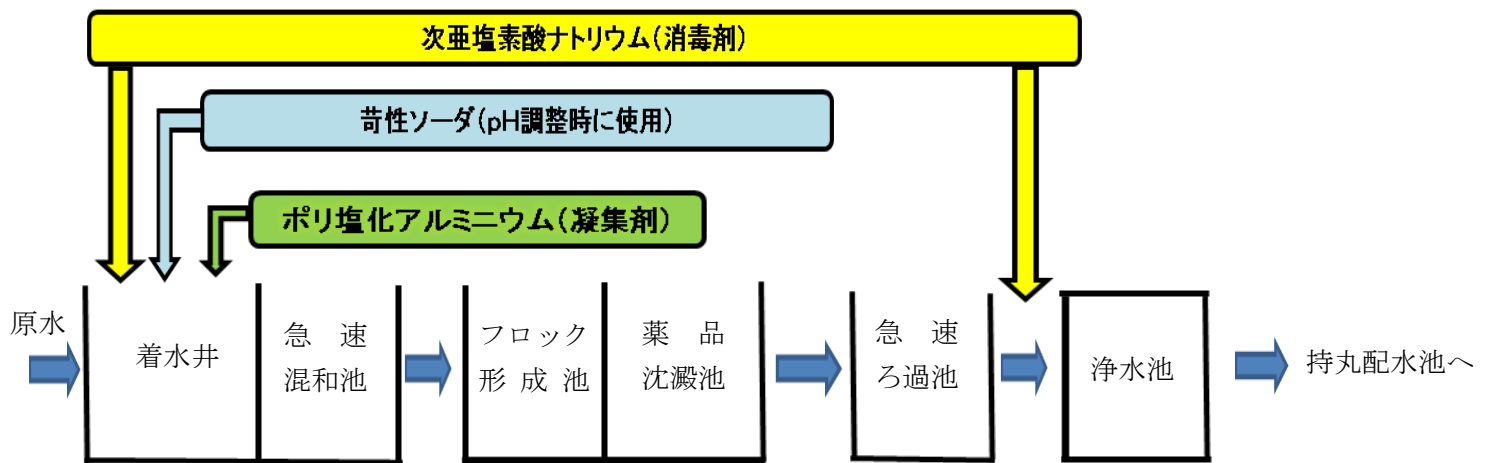 次亜塩素酸ナトリウム(消毒剤)
苛性ソーダ(pH調整時に使用)
ポリ塩化アルミニウム(凝集剤)
原水
着水井
急 速
混和池
フロック
形 成 池
薬 品
沈澱池
急 速
ろ過池
浄水池
持丸配水池へ